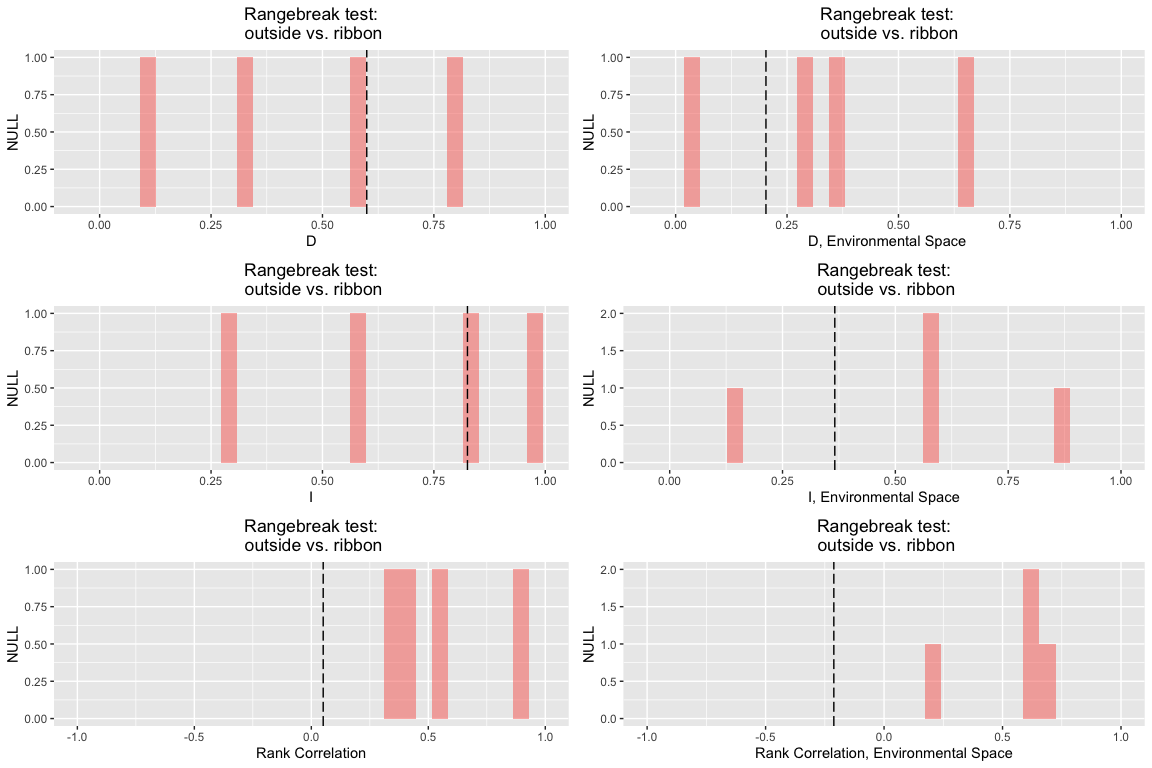 Rangebreak test:
outside vs. ribbon
NULL
1.00
0.75
0.50
0.25
0.00
0.00 0.25 0.50 0.75 1.00
D
Rangebreak test:
outside vs. ribbon
NULL
1.00
0.75
0.50
0.25
0.00
0.00 0.25 0.50 0.75 1.00
D, Environmental Space
Rangebreak test:
outside vs. ribbon
NULL
1.00
0.75
0.50
0.25
0.00
0.00 0.25 0.50 0.75 1.00
I
Rangebreak test:
outside vs. ribbon
NULL
2.0
1.5
1.0
0.5
0.0
0.00 0.25 0.50 0.75 1.00
I, Environmental Space
Rangebreak test:
outside vs. ribbon
NULL
1.00
0.75
0.50
0.25
0.00
-1.0 -0.5 0.0 0.5 1.0
Rank Correlation
Rangebreak test:
outside vs. ribbon
NULL
2.0
1.5
1.0
0.5
0.0
-1.0 -0.5 0.0 0.5 1.0
Rank Correlation, Environmental Space